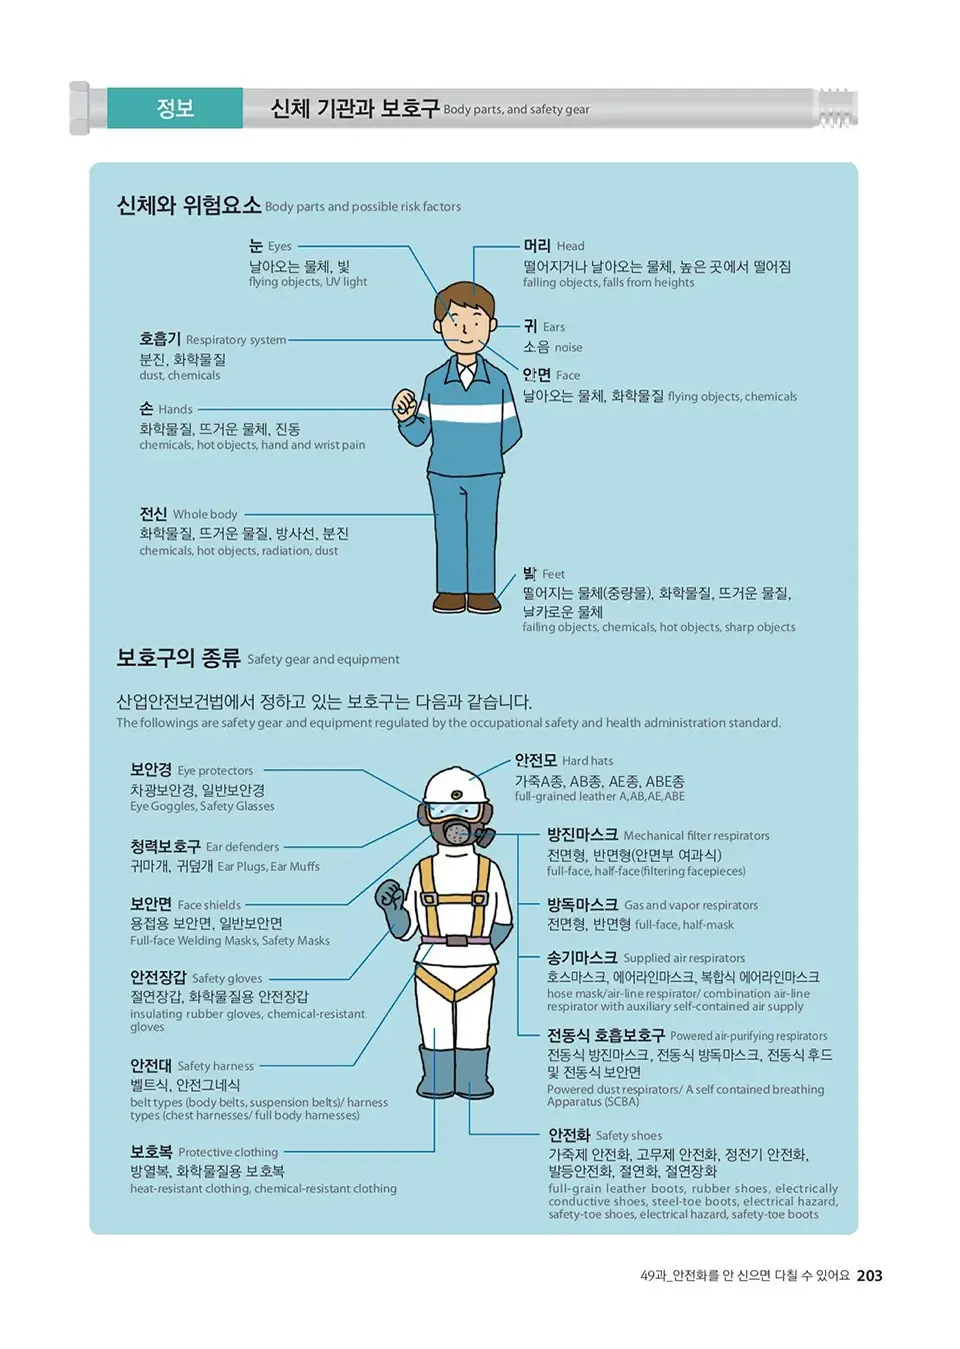 정보
신체 기관과 보호구 Body parts, and safety gear
신체와 위험요소 Body parts and possible risk factors
눈 Eyes
날아오는 물체, 빛
flying objects, UV light
머리 Head
떨어지거나 날아오는 물체, 높은 곳에서 떨어짐
falling objects, falls from heights
귀 Ears
소음 noise
호흡기 Respiratory system
분진, 화학물질
dust, chemicals
안면 Face
날아오는 물체, 화학물질 flying objects, chemicals
손 Hands
화학물질, 뜨거운 물체, 진동
chemicals, hot objects, hand and wrist pain
전신 Whole body
화학물질, 뜨거운 물질, 방사선, 분진
chemicals, hot objects, radiation, dust
발 Feet
떨어지는 물체(중량물), 화학물질, 뜨거운 물질,
날카로운 물체
falling objects, chemicals, hot objects, sharp objects
보호구의 종류 Safety gear and equipment
산업안전보건법에서 정하고 있는 보호구는 다음과 같습니다.
The followings are safety gear and equipment regulated by the occupational safety and health administration standard.
보안경 Eye protectors
차광보안경, 일반보안경
Eye Goggles, Safety Glasses
청력보호구 Ear defenders
귀마개, 귀덮개 Ear Plugs, Ear Muffs
보안면 Face shields
용접용 보안면, 일반보안면
Full-face Welding Masks, Safety Masks
안전장갑 Safety gloves
절연장갑, 화학물질용 안전장갑
insulating rubber gloves, chemical-resistant
gloves
안전대 Safety harness
벨트식, 안전그네식
belt types (body belts, suspension belts)/ harness
types (chest harnesses/ full body harnesses)
보호복 Protective clothing
방열복, 화학물질용 보호복
heat-resistant clothing, chemical-resistant clothing
안전모 Hard hats
가죽A종, AB종, AE종, ABE종
full-grained leather A,AB,AE,ABE
방진마스크 Mechanical filter respirators
전면형, 반면형(안면부 여과식)
full-face, half-face(filtering facepieces)
방독마스크 Gas and vapor respirators
전면형, 반면형 full-face, half-mask
송기마스크 Supplied air respirators
호스마스크, 에어라인마스크, 복합식 에어라인마스크
hose mask/air-line respirator/ combination air-line
respirator with auxiliary self-contained air supply
전동식 호흡보호구 Powered air-purifying respirators
전동식 방진마스크, 전동식 방독마스크, 전동식 후드
및 전동식 보안면
Powered dust respirators/ A self contained breathing
Apparatus (SCBA)
안전화 Safety shoes
가죽제 안전화, 고무제 안전화, 정전기 안전화,
발등안전화, 절연화, 절연장화
full-grain leather boots, rubber shoes, electrically
conductive shoes, steel-toe boots, electrical hazard,
safety-toe shoes, electrical hazard, safety-toe boots
49과_안전화를 안 신으면 다칠 수 있어요 203